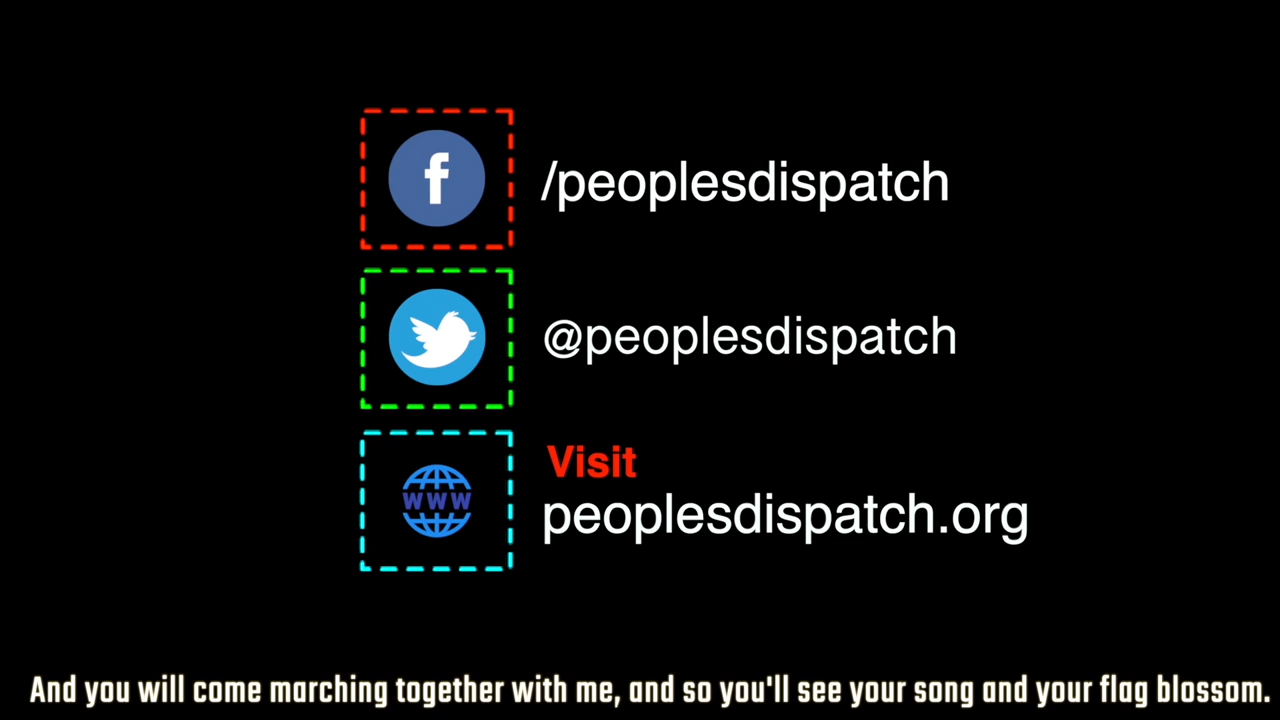 f
/peoplesdispatch
@peoplesdispatch
Visit
www
peoplesdispatch.org
And you will come marching together with me, and so you'll see your song and your flag blossom.